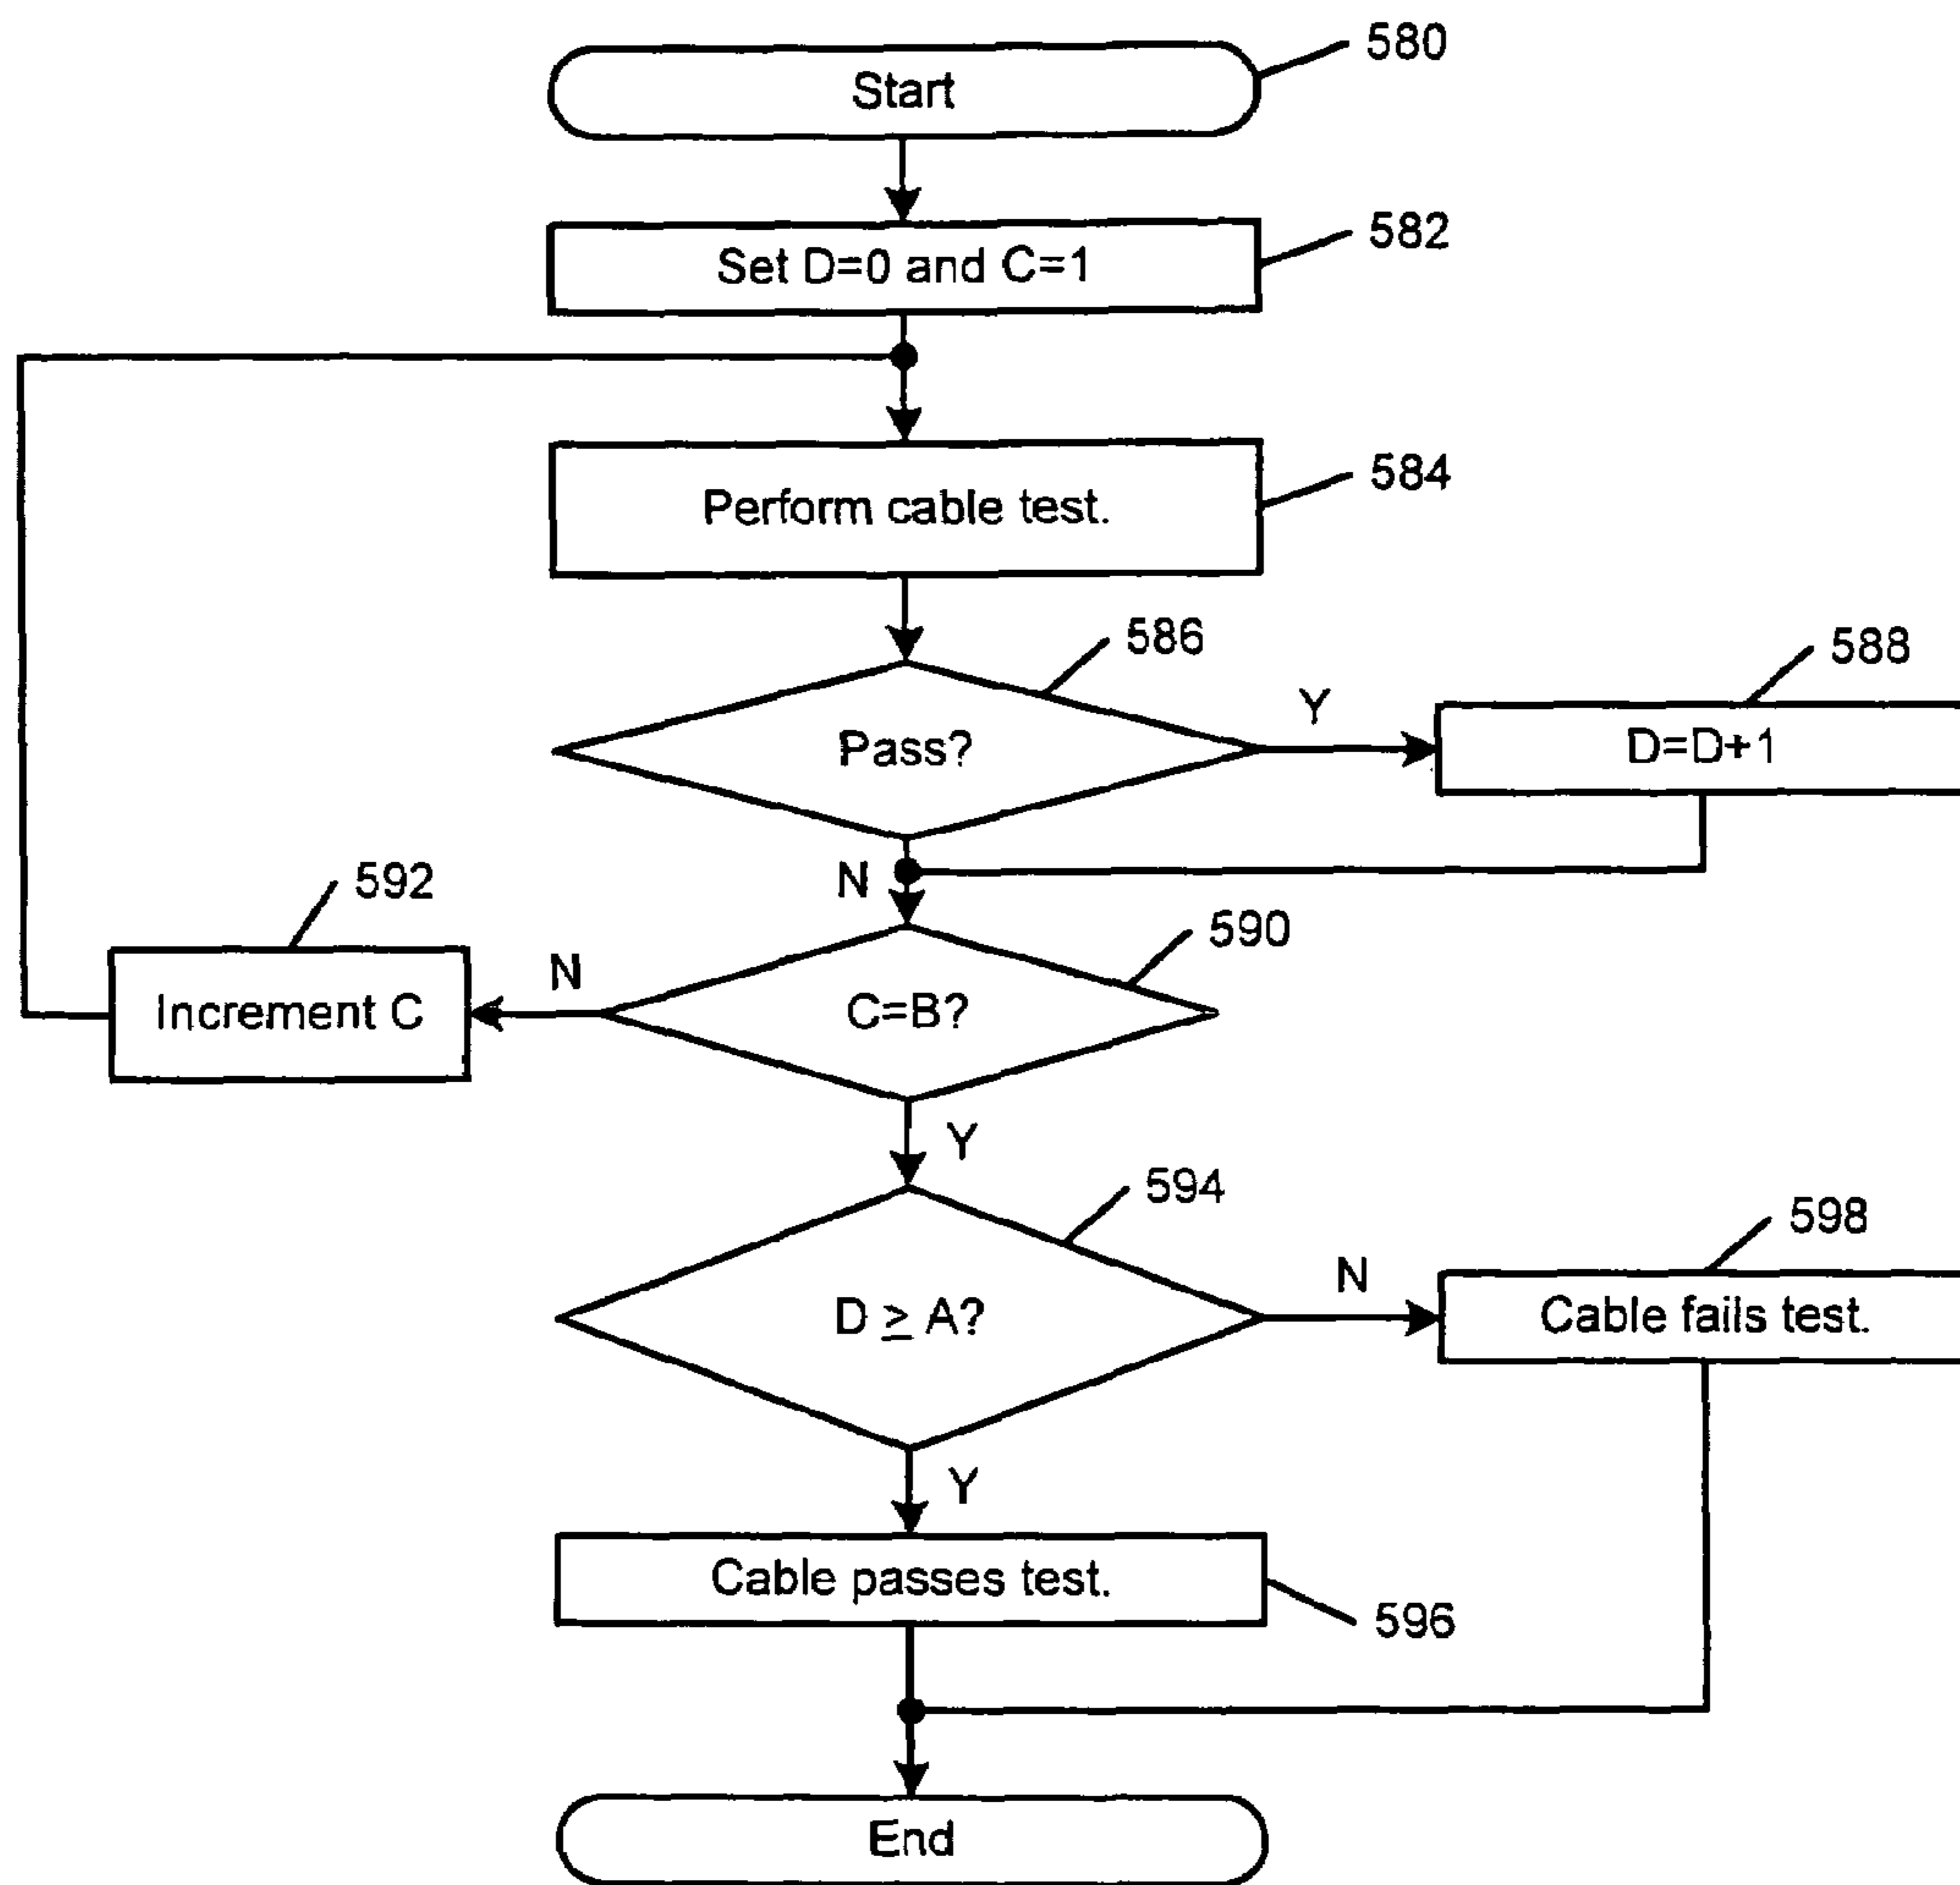 580
Start
582
Set D=0 and C=1
584
Perform cable test.
586
588
Y
Pass?
D=D+1
N
592
590
N
Increment C
C=B?
Y
594
598
N
D ≥ A?
Cable fails test.
Y
Cable passes test.
596
End